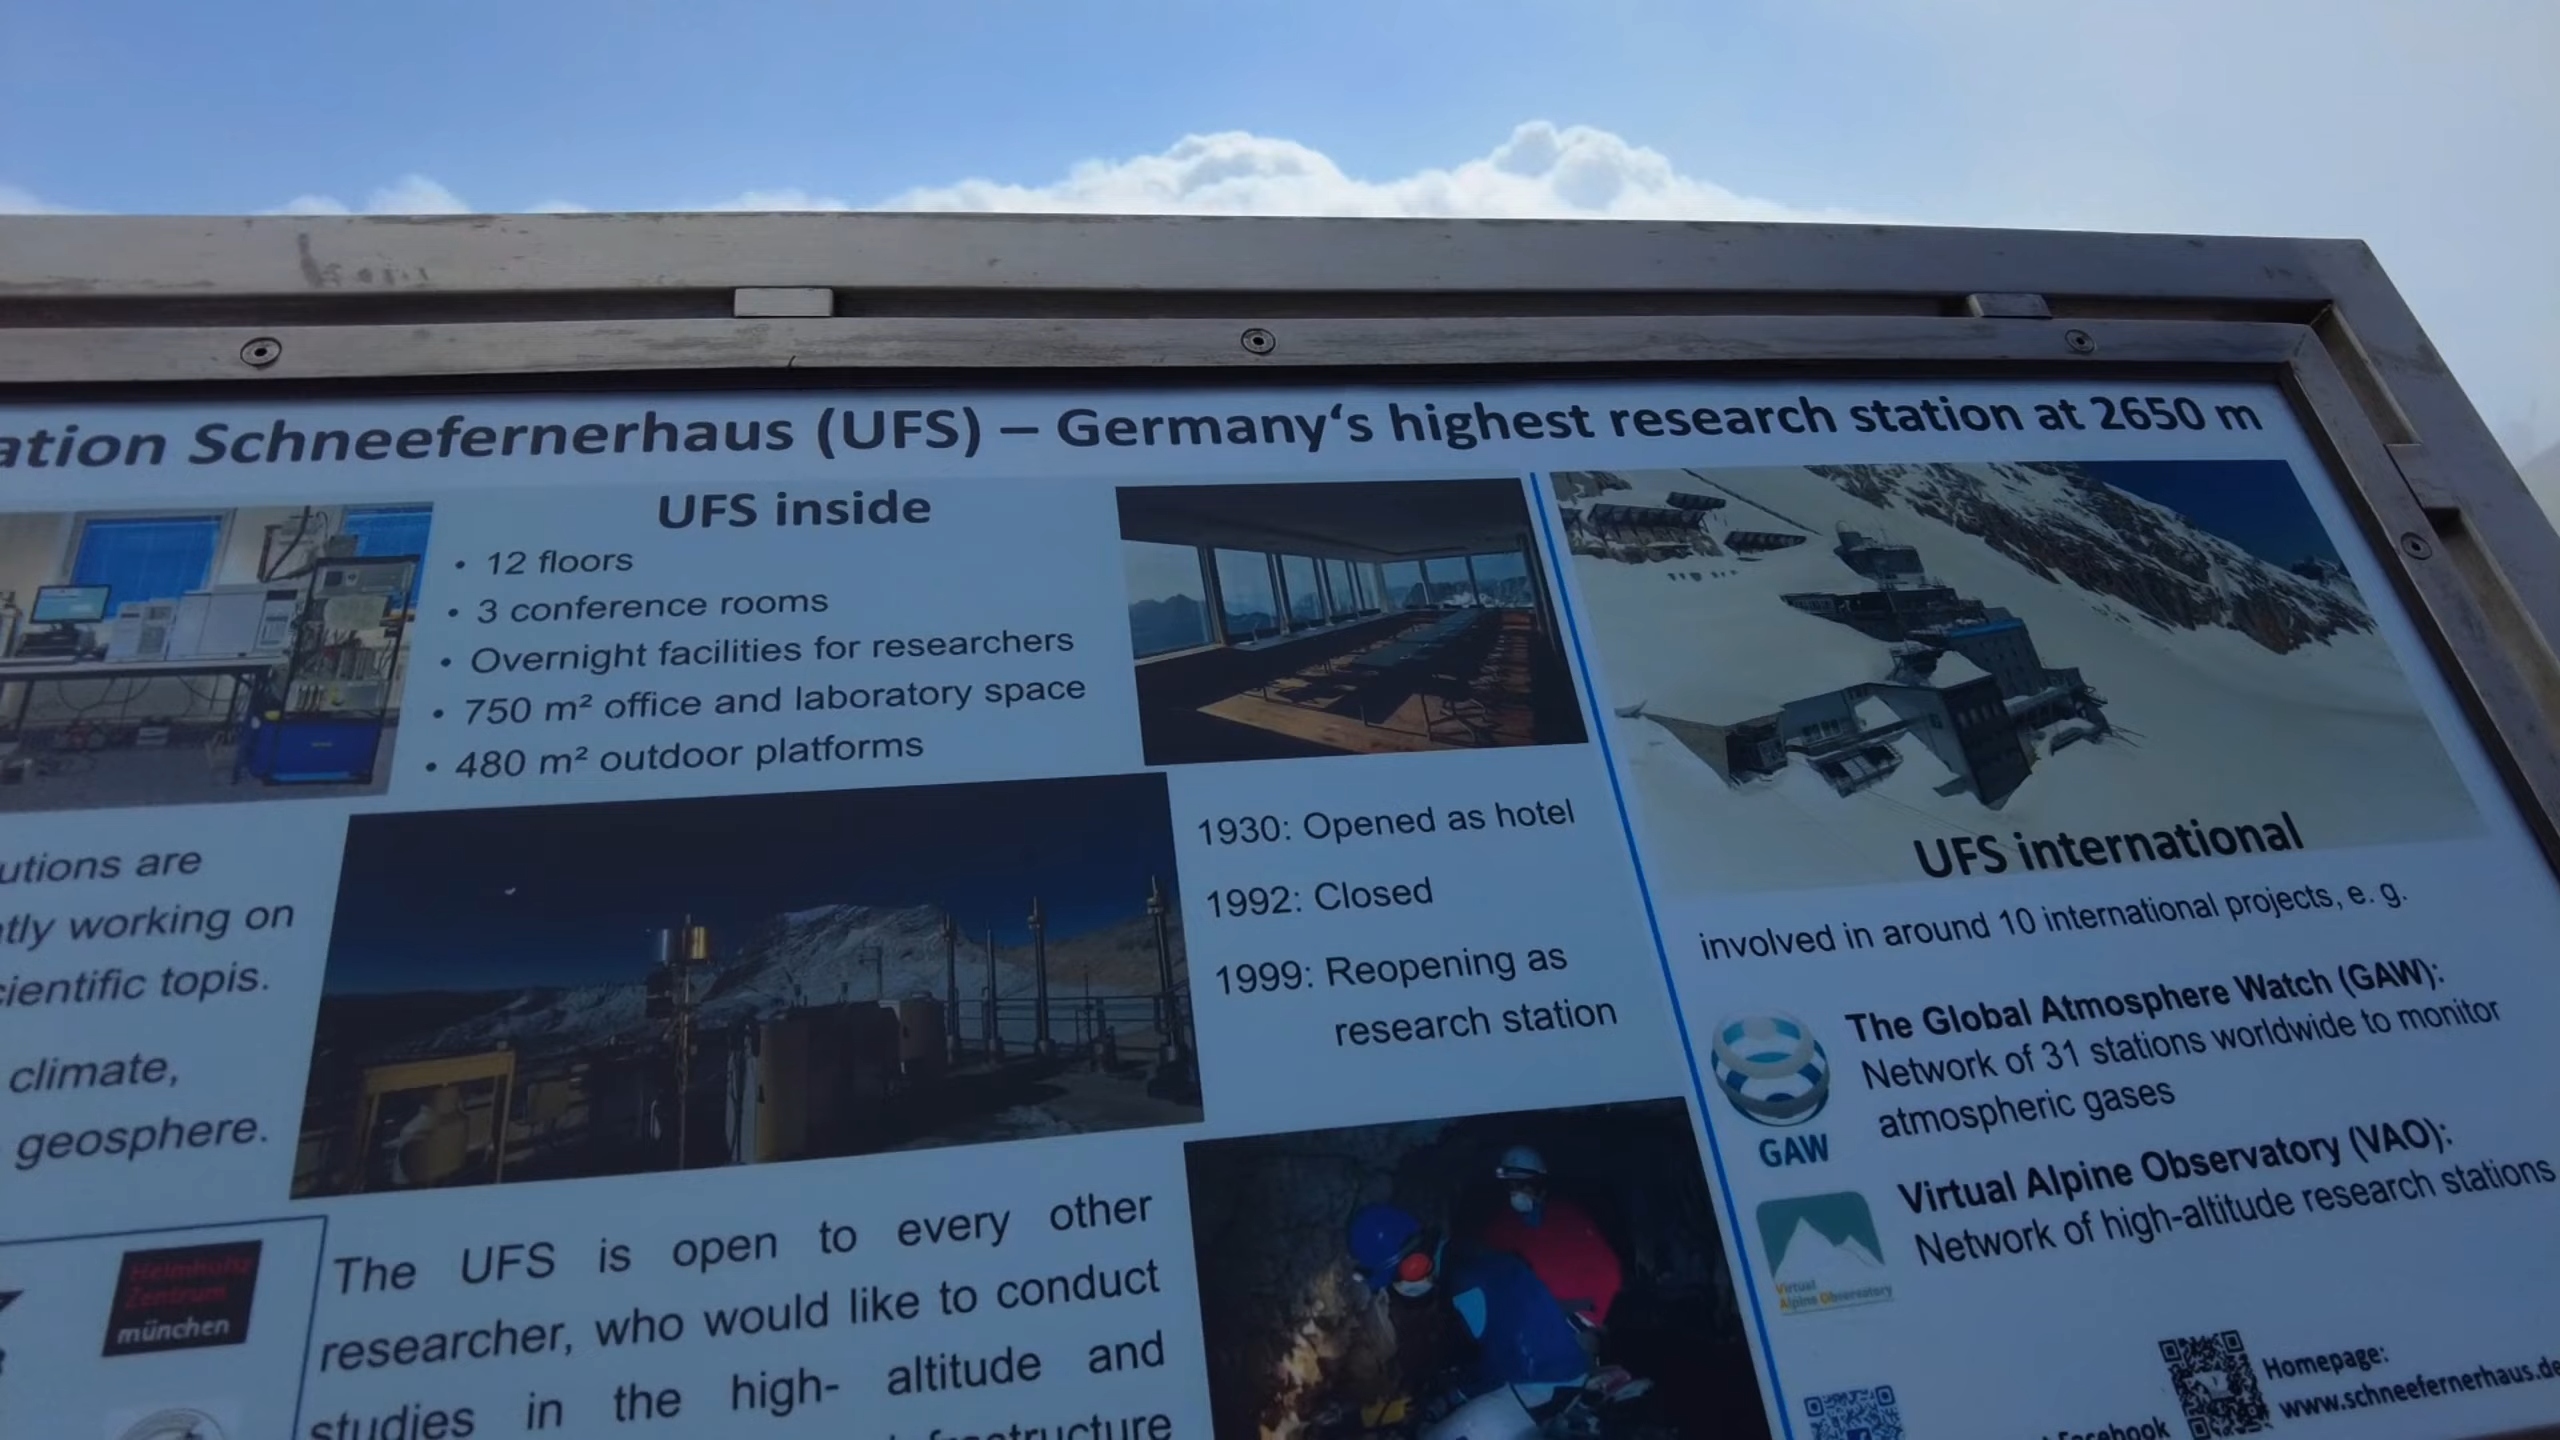 ation Schneefernerhaus (UFS) – Germany‘s highest research station at 2650 m
UFS inside
• 12 floors
• 3 conference rooms
• Overnight facilities for researchers
• 750 m² office and laboratory space
• 480 m² outdoor platforms
utions are
tly working on
cientific topis.
climate,
geosphere.
1930: Opened as hotel
1992: Closed
1999: Reopening as
research station
Helmholtz
Zentrum
münchen
The UFS is open to every other
researcher, who would like to conduct
studies in the high- altitude and
frastructure
UFS international
involved in around 10 international projects, e. g.
GAW
The Global Atmosphere Watch (GAW):
Network of 31 stations worldwide to monitor
atmospheric gases
Virtual
Alpine Observatory
Virtual Alpine Observatory (VAO):
Network of high-altitude research stations
Homepage:
www.schneefernerhaus.de
Facebook